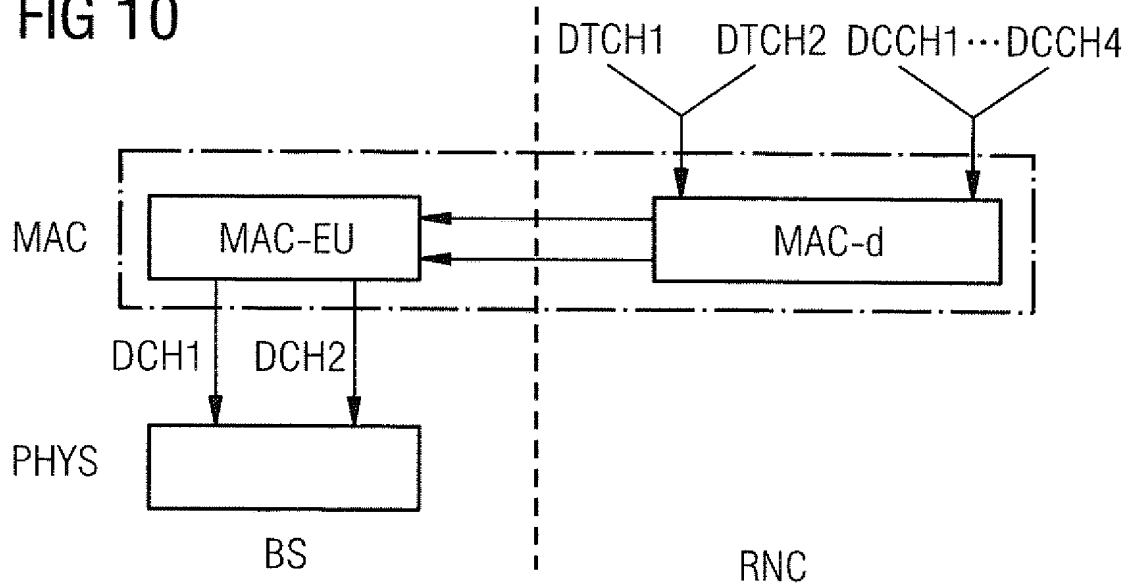 FIG 10
DTCH1 DTCH2 DCCH1 ··· DCCH4
MAC MAC-EU MAC-d
DCH1 DCH2
PHYS
BS RNC